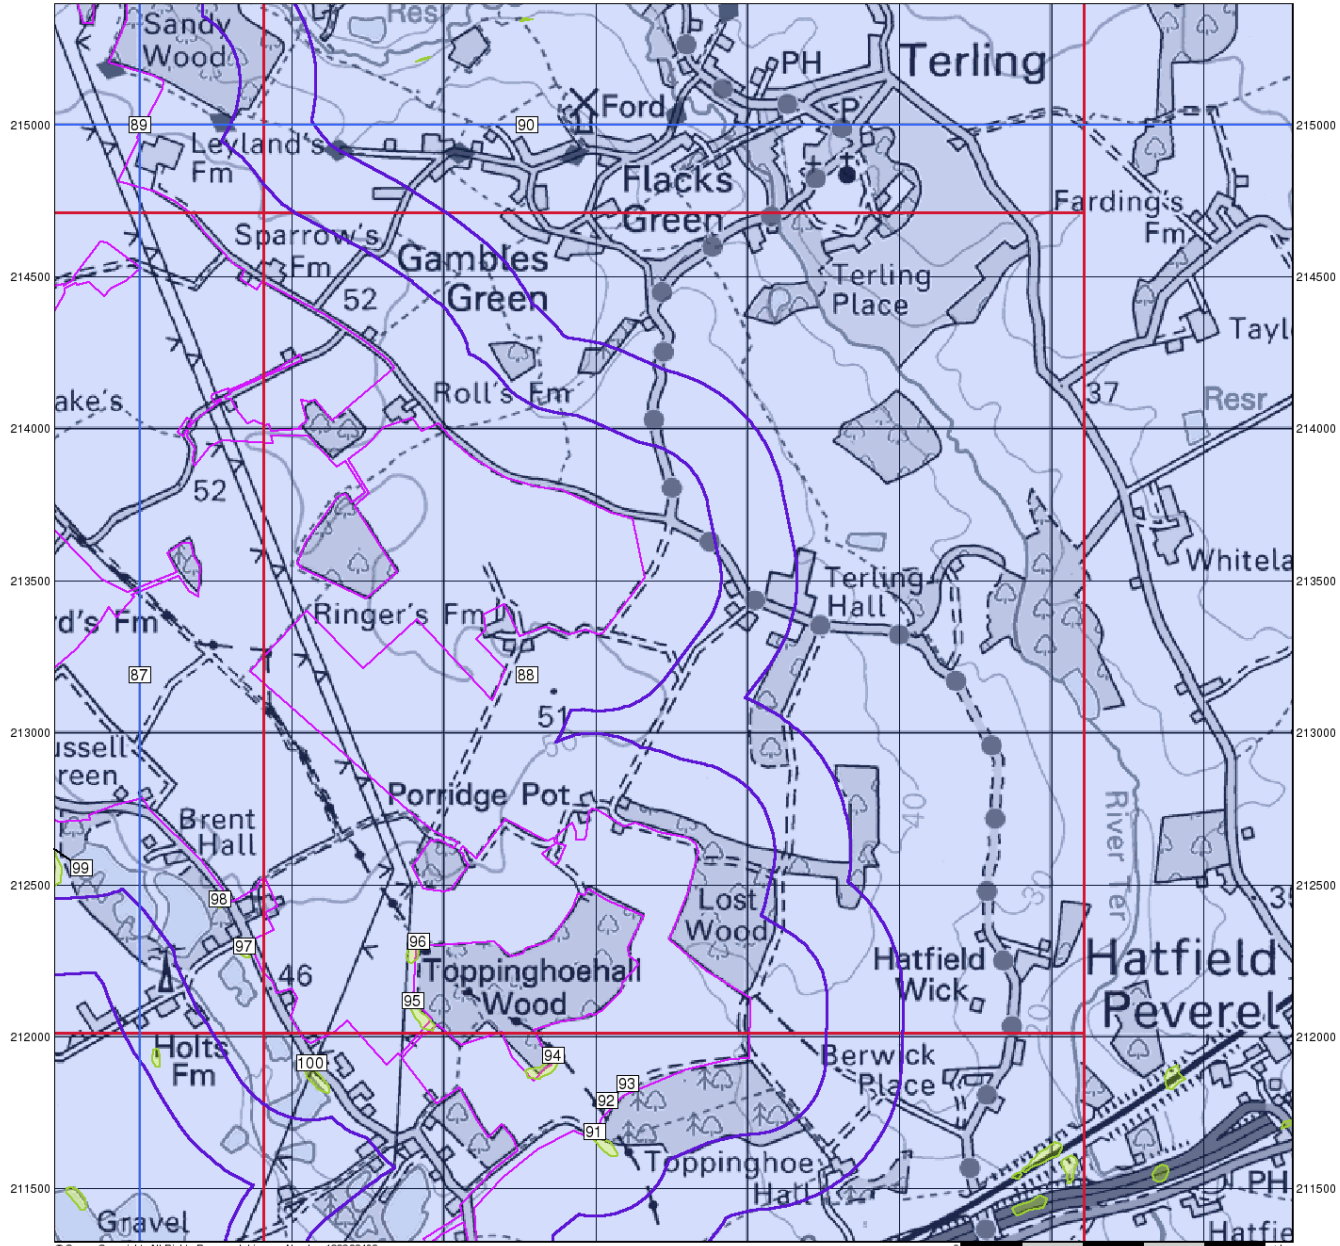 Res
Sandy
Wood
PH
Terling
Ford
<P
215000
89
90
215000
Leyland's
Fm
Flacks
Green
Farding's
Fm
Sparrow's
Fm
Gambles
Green
214500
52
Terling
Place
214500
Tayl
ake's
Roll's Fm
37
Resr
214000
214000
52
Whitela
213500
Terling
Hall
213500
rd's Fm
Ringer's Fm
87
88
51
213000
213000
ussell
reen
Porridge Pot
40
River Ter
Brent
Hall
99
212500
98
Lost
Wood
30
212500
97
96
46
Toppinghoehall
Wood
Hatfield
Wick
Hatfield
Peverel
95
20
212000
212000
Holts
Fm
100
94
93
92
91
Berwick
Place
Toppinghoe
Hall
211500
PH
211500
Gravel
Hatfie